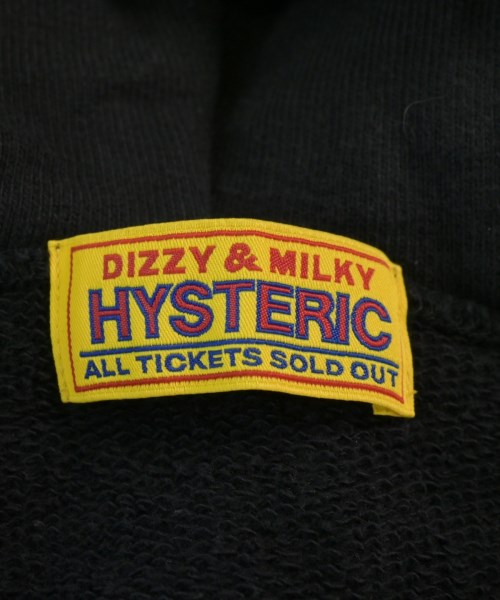 DIZZY & MILKY
HYSTERIC
ALL TICKETS SOLD OUT